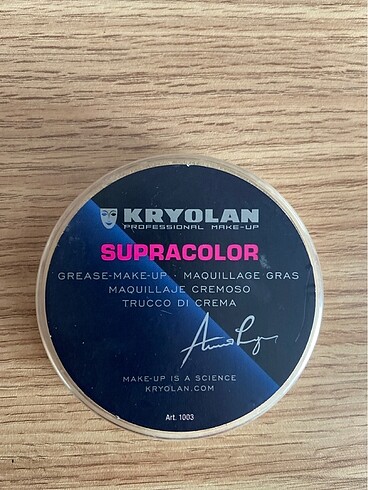 KRYOLAN
PROFESSIONAL MAKE-UP
SUPRACOLOR
GREASE-MAKE-UP · MAQUILLAGE GRAS
MAQUILLAJE CREMOSO
TRUCCO DI CREMA
MAKE-UP IS A SCIENCE
KRYOLAN.COM
Art. 1003